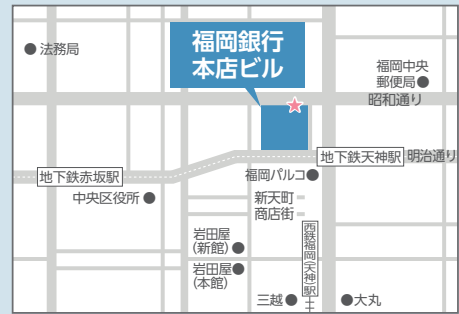 法務局
福岡銀行
本店ビル
福岡中央
郵便局
昭和通り
地下鉄天神駅
明治通り
地下鉄赤坂駅
福岡パルコ
中央区役所
新天町
商店街
岩田屋
(新館)
岩田屋
(本館)
西鉄福岡(天神)駅
三越
大丸